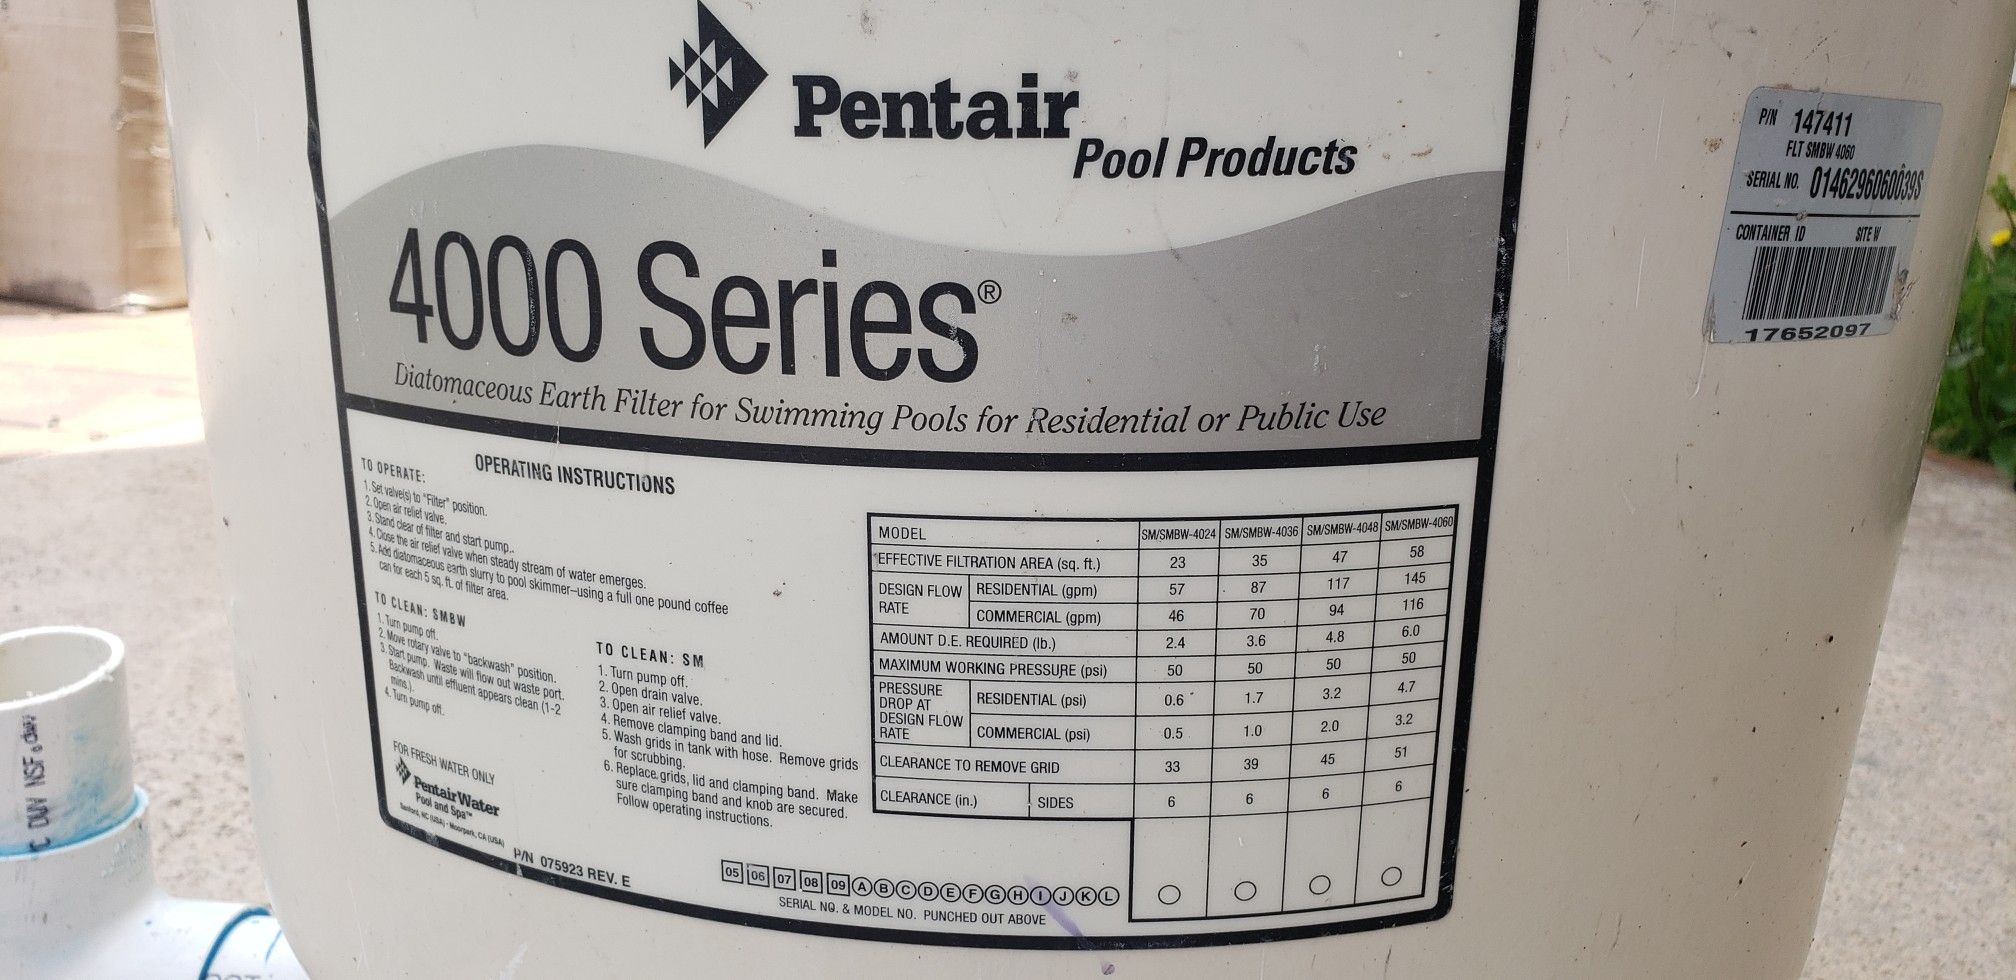 Pentair
Pool Products
4000 Series®
Diatomaceous Earth Filter for Swimming Pools for Residential or Public Use
OPERATING INSTRUCTIONS
TO OPERATE:
1. Set valve(s) to "Filter" position.
2. Open air relief valve.
3. Stand clear of filter and start pump..
4. Close the air relief valve when steady stream of water emerges.
5. Add diatomaceous earth slurry to pool skimmer–using a full one pound coffee
can for each 5 sq. ft. of filter area.
TO CLEAN: SMBW
1. Turn pump off.
2. Move rotary valve to "backwash" position.
3. Start pump. Waste will flow out waste port.
Backwash until effluent appears clean (1-2
mins.).
4. Turn pump off.
TO CLEAN: SM
1. Turn pump off.
2. Open drain valve.
3. Open air relief valve.
4. Remove clamping band and lid.
5. Wash grids in tank with hose. Remove grids
for scrubbing.
6. Replace grids, lid and clamping band. Make
sure clamping band and knob are secured.
Follow operating instructions.
FOR FRESH WATER ONLY
Pentair Water
Pool and Spa™
Sanford, NC (USA) - Moorpark, CA (USA)
P/N 075923 REV. E
MODEL SM/SMBW-4024 SM/SMBW-4036 SM/SMBW-4048 SM/SMBW-4060
EFFECTIVE FILTRATION AREA (sq. ft.) 23 35 47 58
DESIGN FLOW RATE RESIDENTIAL (gpm) 57 87 117 145
COMMERCIAL (gpm) 46 70 94 116
AMOUNT D.E. REQUIRED (lb.) 2.4 3.6 4.8 6.0
MAXIMUM WORKING PRESSURE (psi) 50 50 50 50
PRESSURE DROP AT DESIGN FLOW RATE RESIDENTIAL (psi) 0.6 1.7 3.2 4.7
COMMERCIAL (psi) 0.5 1.0 2.0 3.2
CLEARANCE TO REMOVE GRID 33 39 45 51
CLEARANCE (in.) SIDES 6 6 6 6
05 06 07 08 09 A B C D E F G H I J K L
SERIAL NO. & MODEL NO. PUNCHED OUT ABOVE
P/N 147411
FLT SMBW 4060
SERIAL NO. 0146296060039S
CONTAINER ID SITE W
17652097
DWV NSF